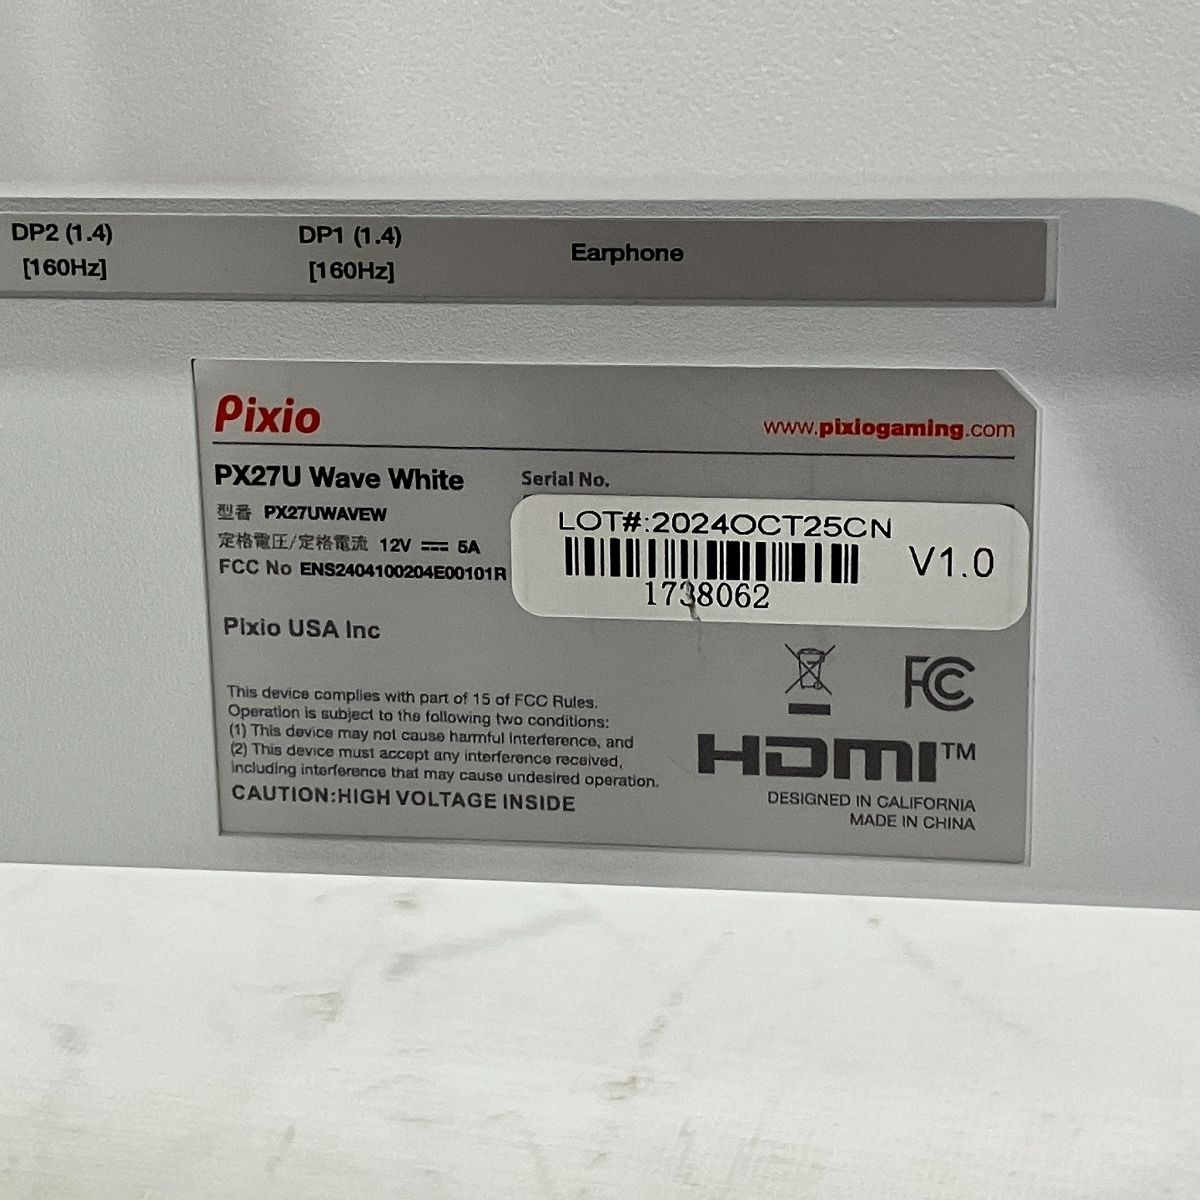 DP2 (1.4)
[160Hz]
DP1 (1.4)
[160Hz]
Earphone
Pixio
www.pixiogaming.com
PX27U Wave White
Serial No.
型番 PX27UWAVEW
定格電圧/定格電流 12V ⎓ 5A
FCC No ENS2404100204E00101R
LOT#:2024OCT25CN
V1.0
1738062
Pixio USA Inc
FC
This device complies with part of 15 of FCC Rules.
Operation is subject to the following two conditions:
(1) This device may not cause harmful Interference, and
(2) This device must accept any interference received,
including interference that may cause undesired operation.
CAUTION:HIGH VOLTAGE INSIDE
HDMI™
DESIGNED IN CALIFORNIA
MADE IN CHINA